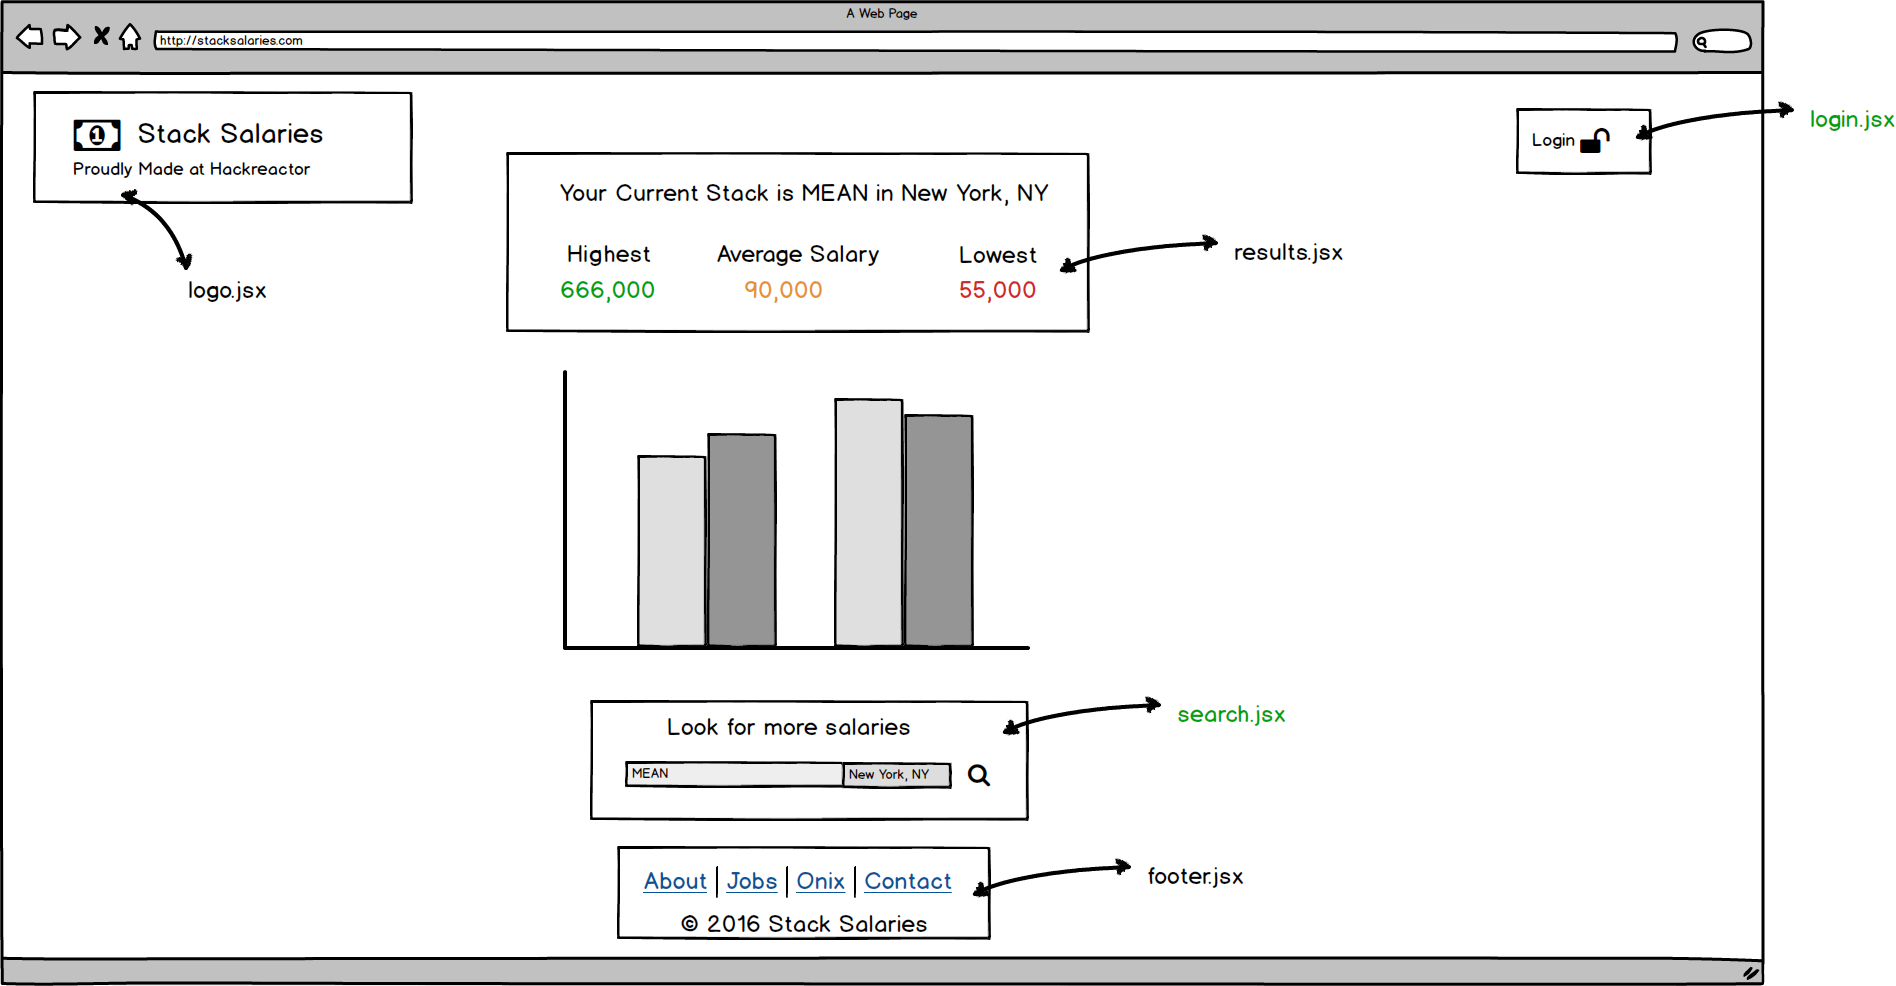 A Web Page
http://stacksalaries.com
1 Stack Salaries
Proudly Made at Hackreactor
Login
login.jsx
logo.jsx
Your Current Stack is MEAN in New York, NY
Highest Average Salary Lowest
666,000 90,000 55,000
results.jsx
Look for more salaries
MEAN New York, NY
search.jsx
About | Jobs | Onix | Contact
© 2016 Stack Salaries
footer.jsx